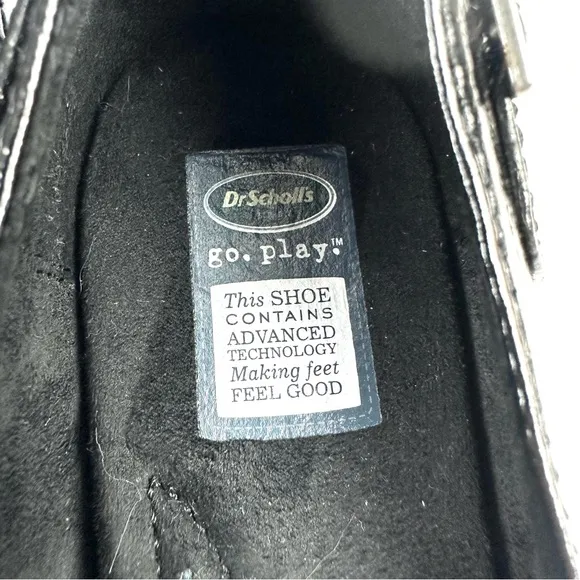 Dr Scholl's
go. play.™
This SHOE
CONTAINS
ADVANCED
TECHNOLOGY
Making feet
FEEL GOOD